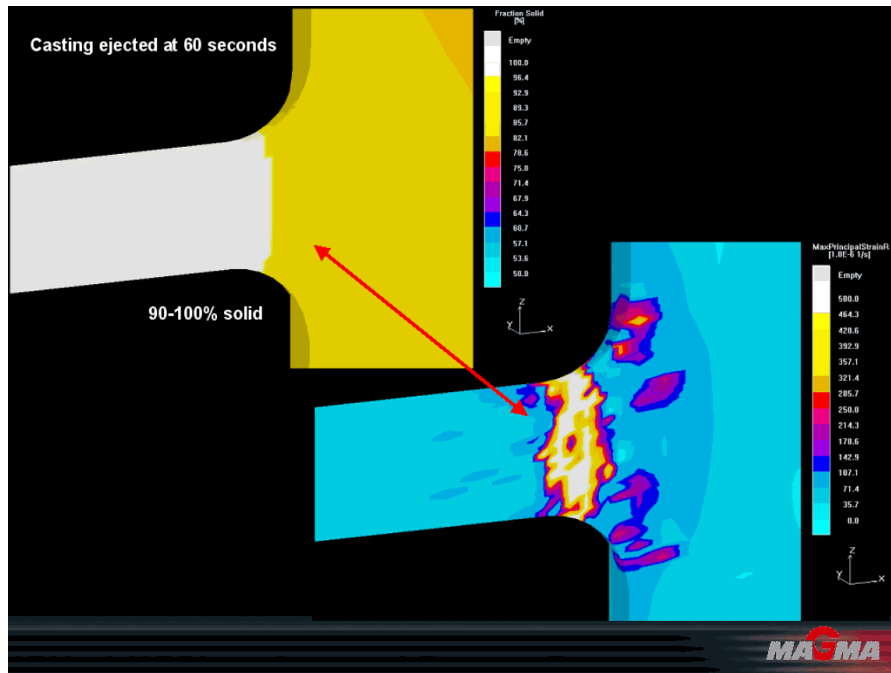 Casting ejected at 60 seconds
Fraction Solid
[%]
Empty
100.0
96.4
92.9
89.3
85.7
82.1
78.6
75.0
71.4
67.9
64.3
60.7
57.1
53.6
50.0
Z
Y
X
90-100% solid
MaxPrincipalStrainR
[1.0E-6 1/s]
Empty
500.0
464.3
428.6
392.9
357.1
321.4
285.7
250.0
214.3
178.6
142.9
107.1
71.4
35.7
0.0
Z
Y
X
MAGMA